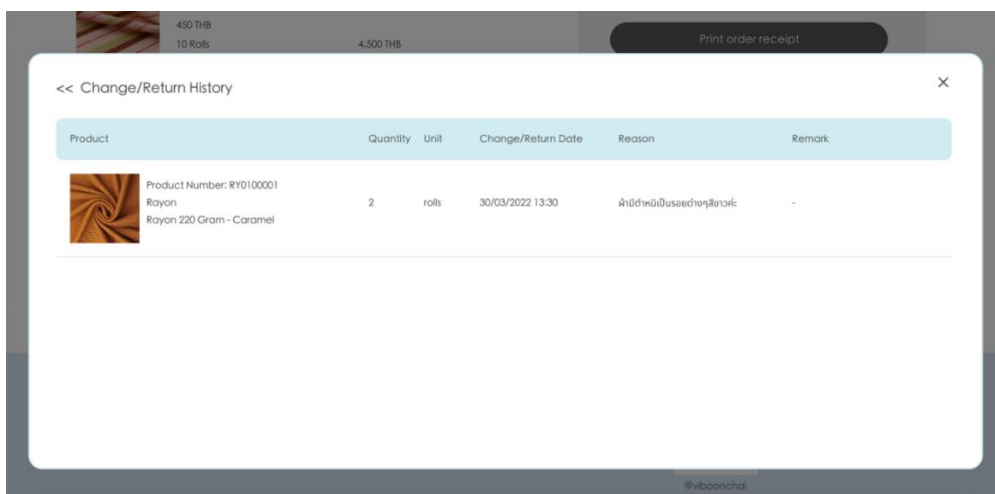 450 THB
10 Rolls 4,500 THB
Print order receipt
<< Change/Return History ×
Product Quantity Unit Change/Return Date Reason Remark
Product Number: RY0100001
Rayon 2 rolls 30/03/2022 13:30 ผ้ามีตำหนิเป็นรอยด่างๆสีขาวค่ะ -
Rayon 220 Gram - Caramel
@viboonchai